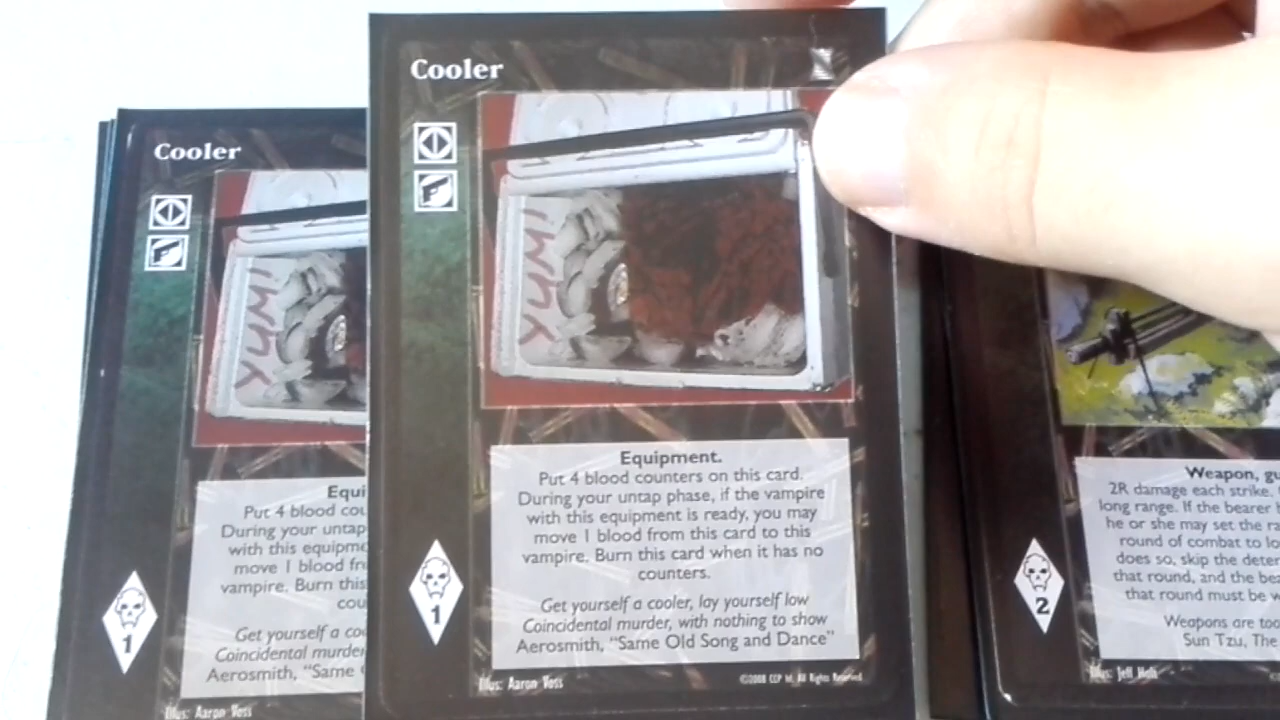 Cooler
YUM!
1
Equi
Put 4 blood cou
During your untap
with this equipme
move 1 blood fr
vampire. Burn this
cou
Get yourself a co
Coincidental murder
Aerosmith, "Same
Illus: Aaron Voss
Cooler
YUM!
1
Equipment.
Put 4 blood counters on this card.
During your untap phase, if the vampire
with this equipment is ready, you may
move 1 blood from this card to this
vampire. Burn this card when it has no
counters.
Get yourself a cooler, lay yourself low
Coincidental murder, with nothing to show
Aerosmith, "Same Old Song and Dance"
Illus: Aaron Voss
©2008 CCP hf. All Rights Reserved.
2
Weapon, gu
2R damage each strike.
long range. If the bearer
he or she may set the ra
round of combat to lo
does so, skip the deter
that round, and the bea
that round must be w
Weapons are too
Sun Tzu, The
Illus: Jeff Holt